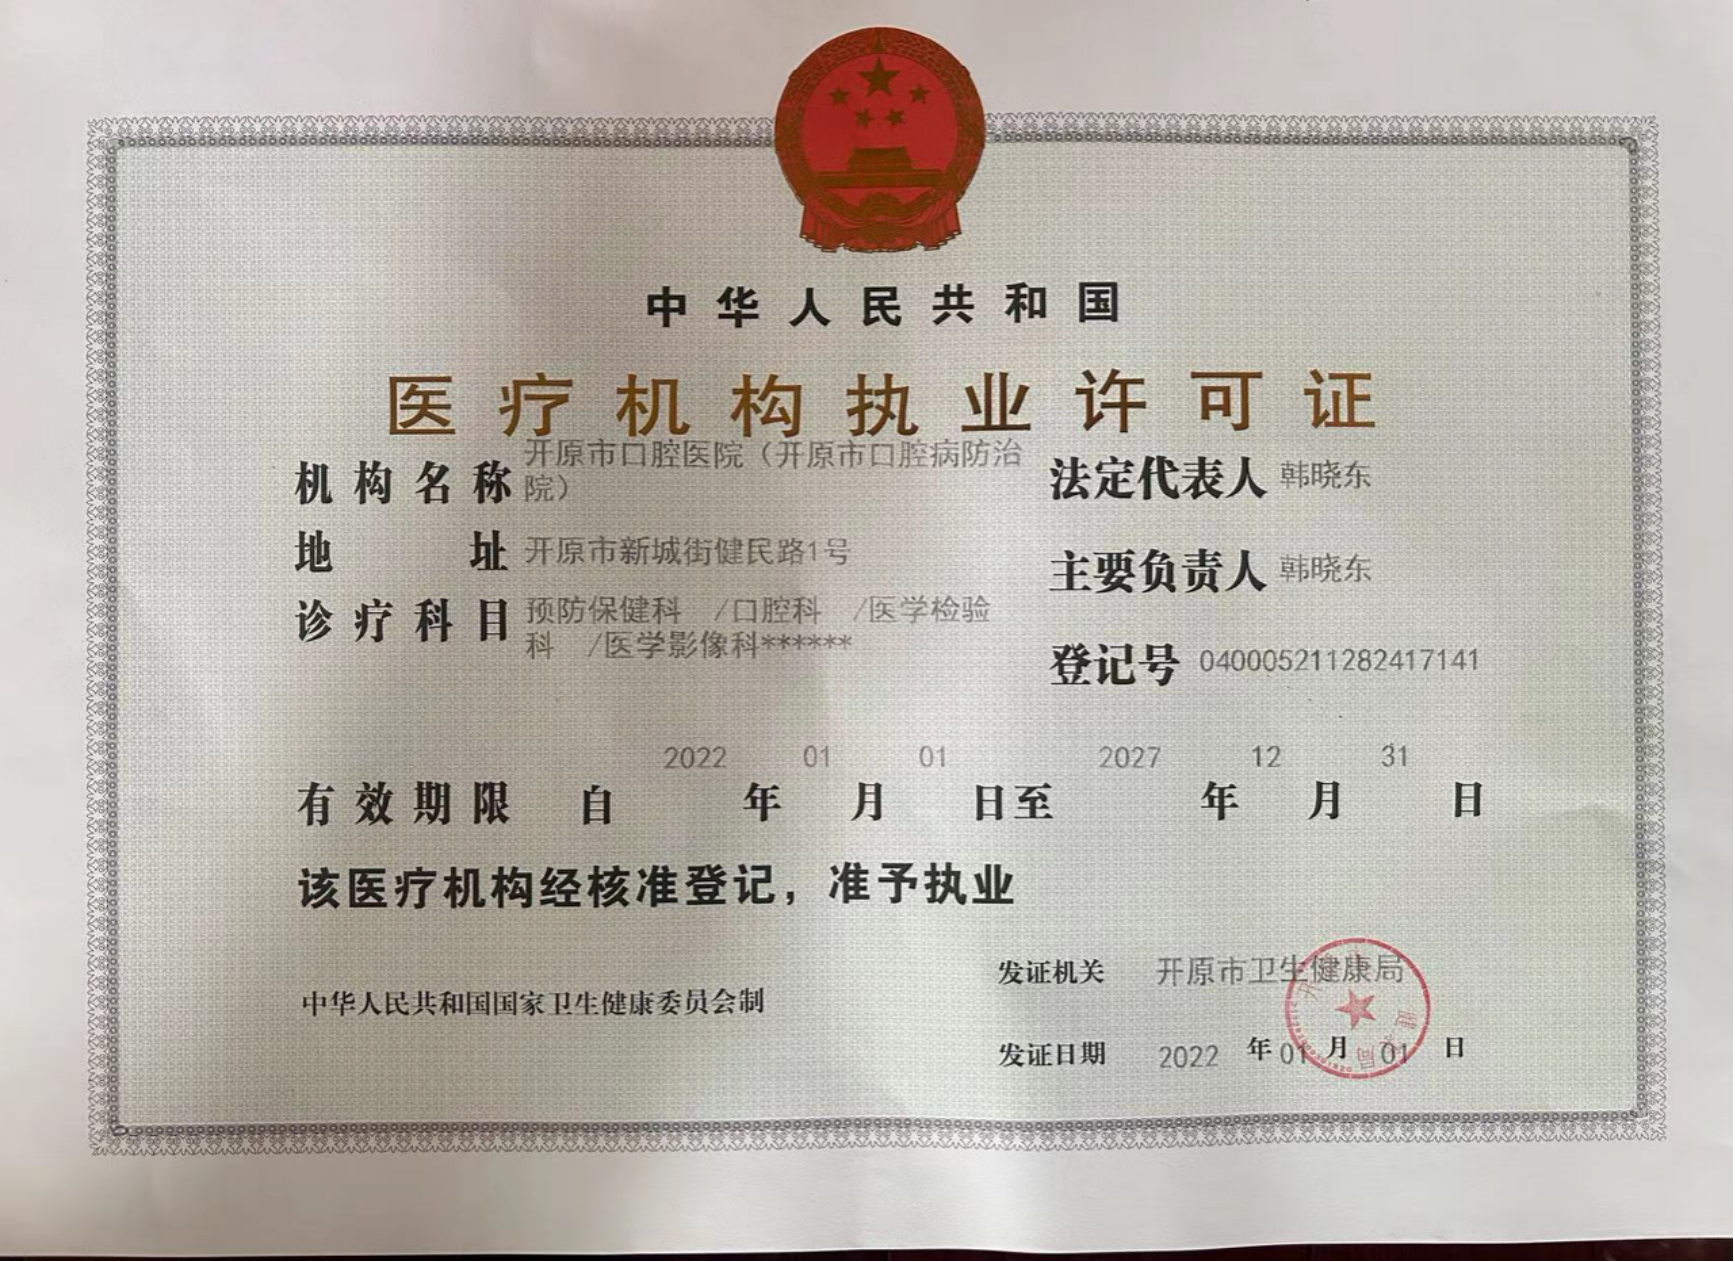 中华人民共和国
医疗机构执业许可证
机构名称 开原市口腔医院（开原市口腔病防治
院）
法定代表人 韩晓东
地址 开原市新城街健民路1号
主要负责人 韩晓东
诊疗科目 预防保健科 /口腔科 /医学检验
科 /医学影像科******
登记号 040005211282417141
有效期限 自 2022 年 01 月 01 日至 2027 年 12 月 31 日
该医疗机构经核准登记，准予执业
发证机关 开原市卫生健康局
中华人民共和国国家卫生健康委员会制
发证日期 2022 年 01 月 01 日